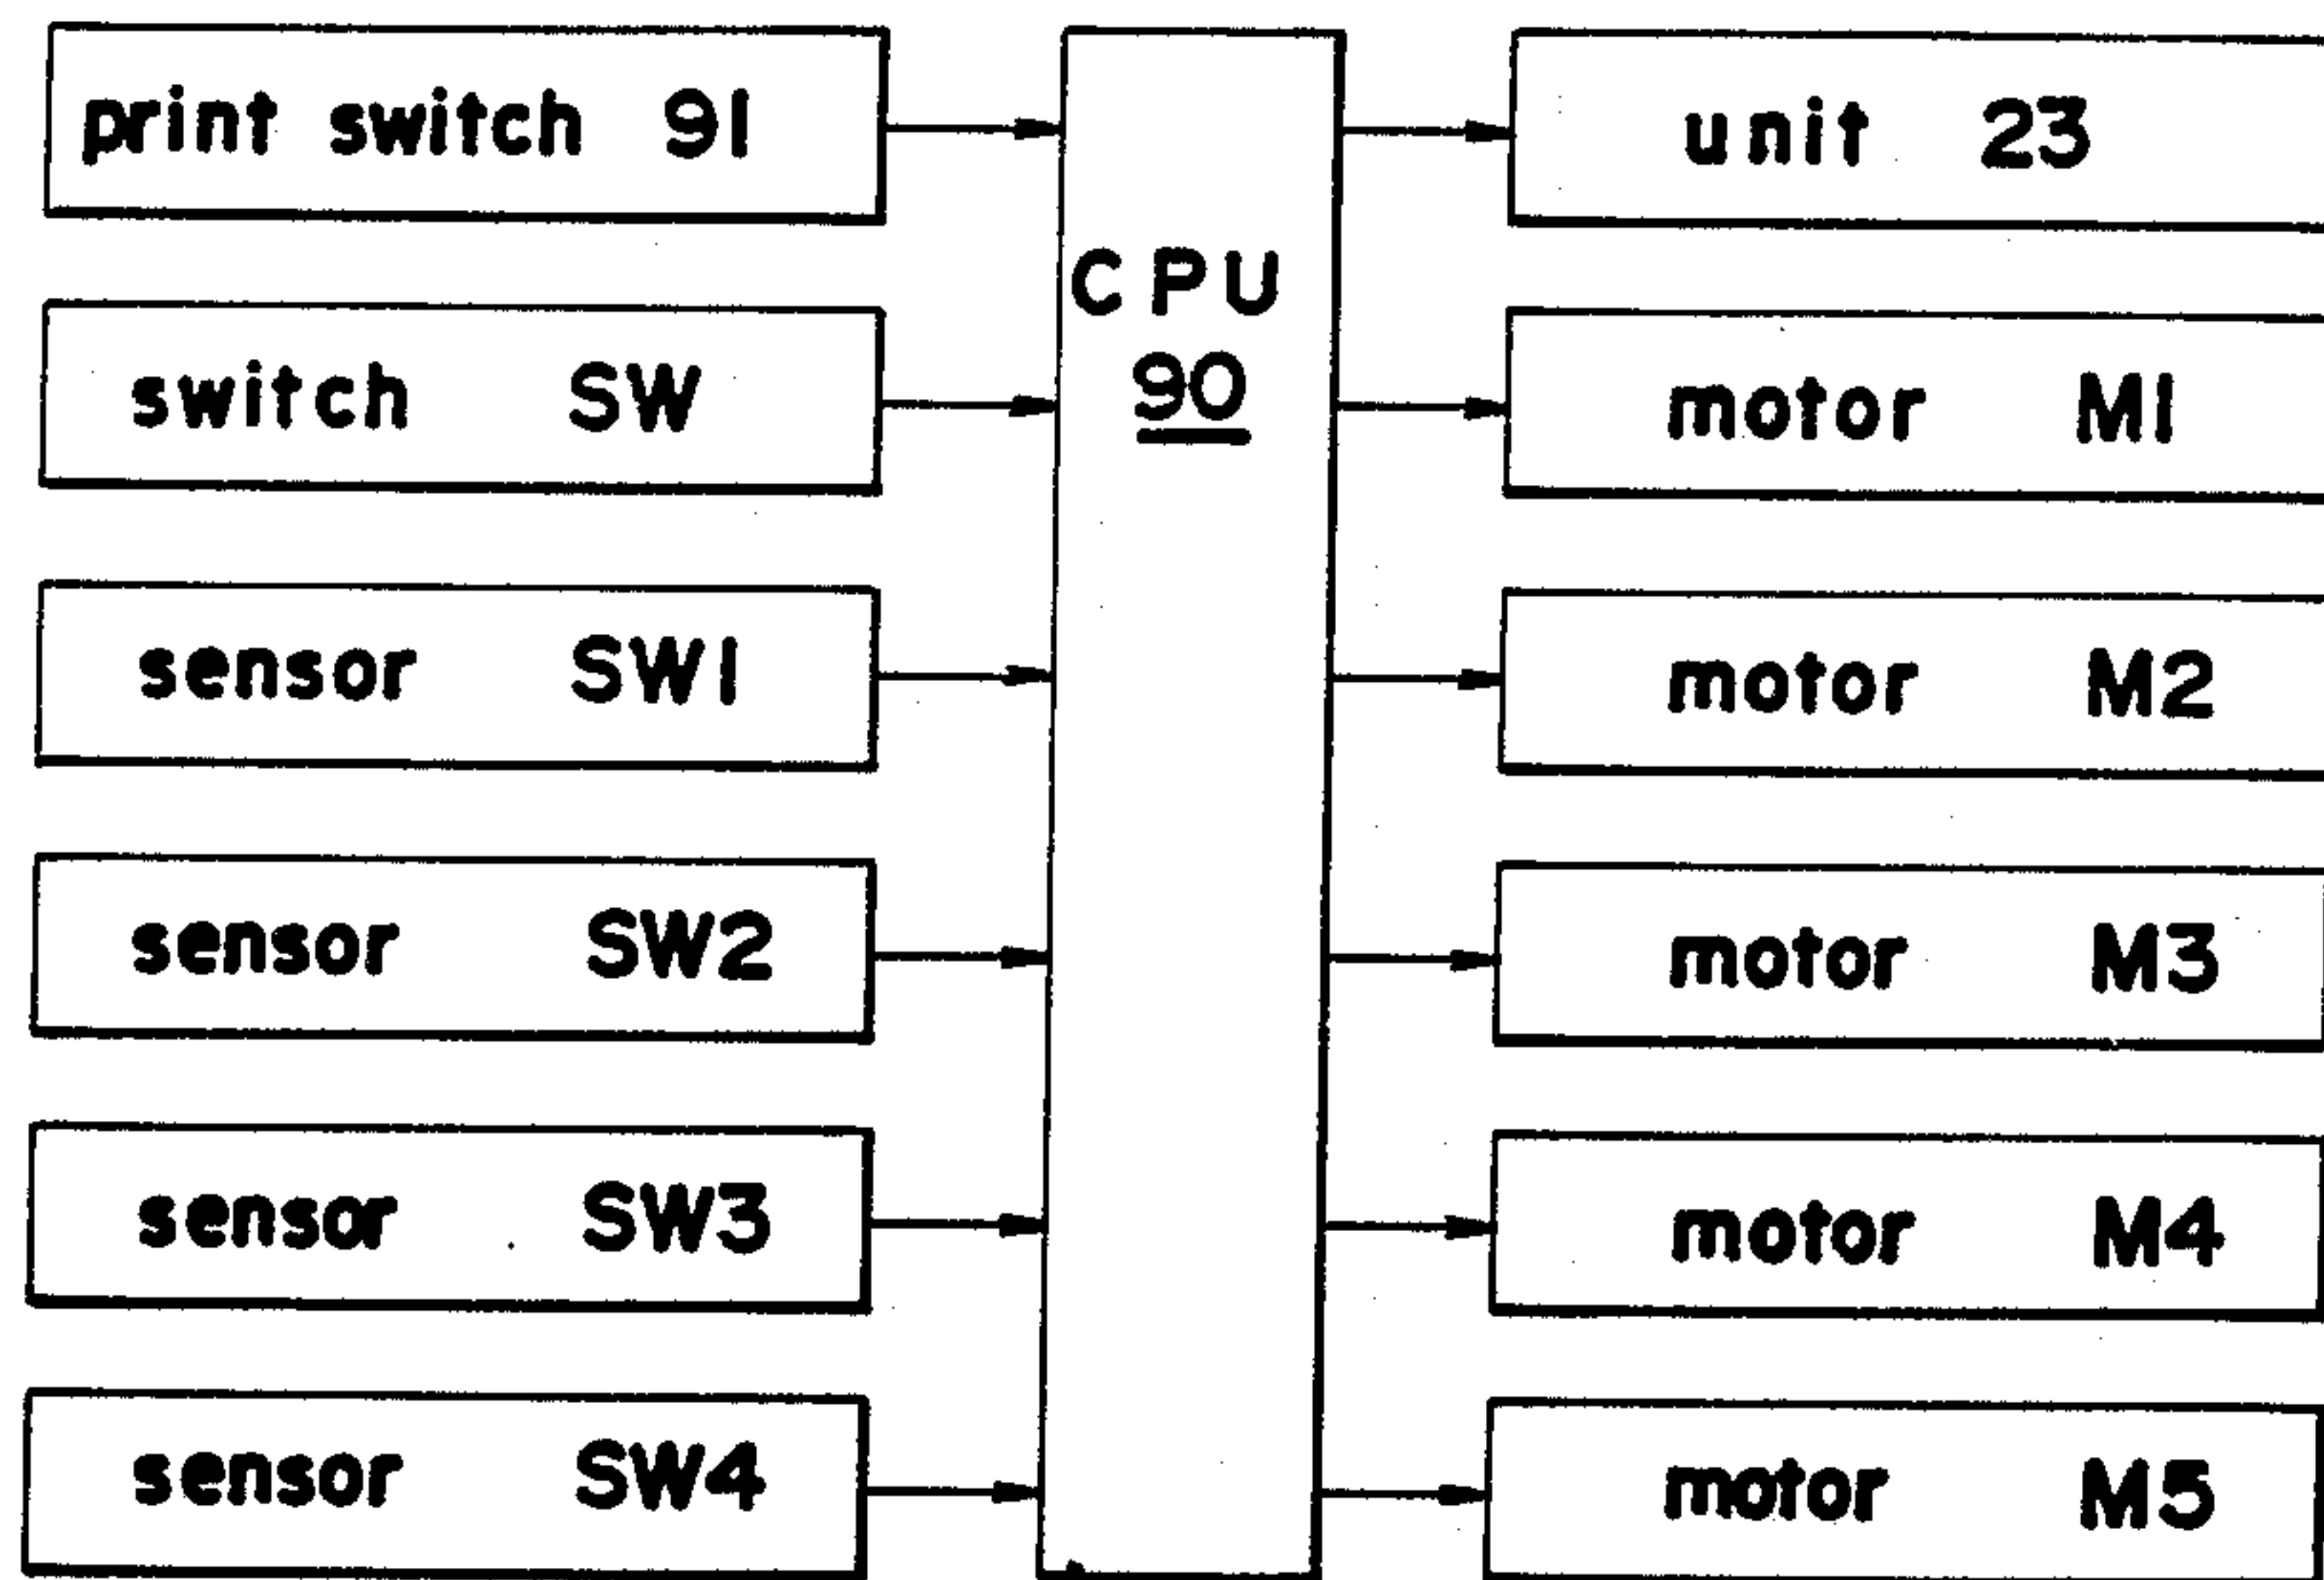 print switch 91
switch SW
sensor SW1
sensor SW2
sensor SW3
sensor SW4
CPU
90
unit 23
motor M1
motor M2
motor M3
motor M4
motor M5